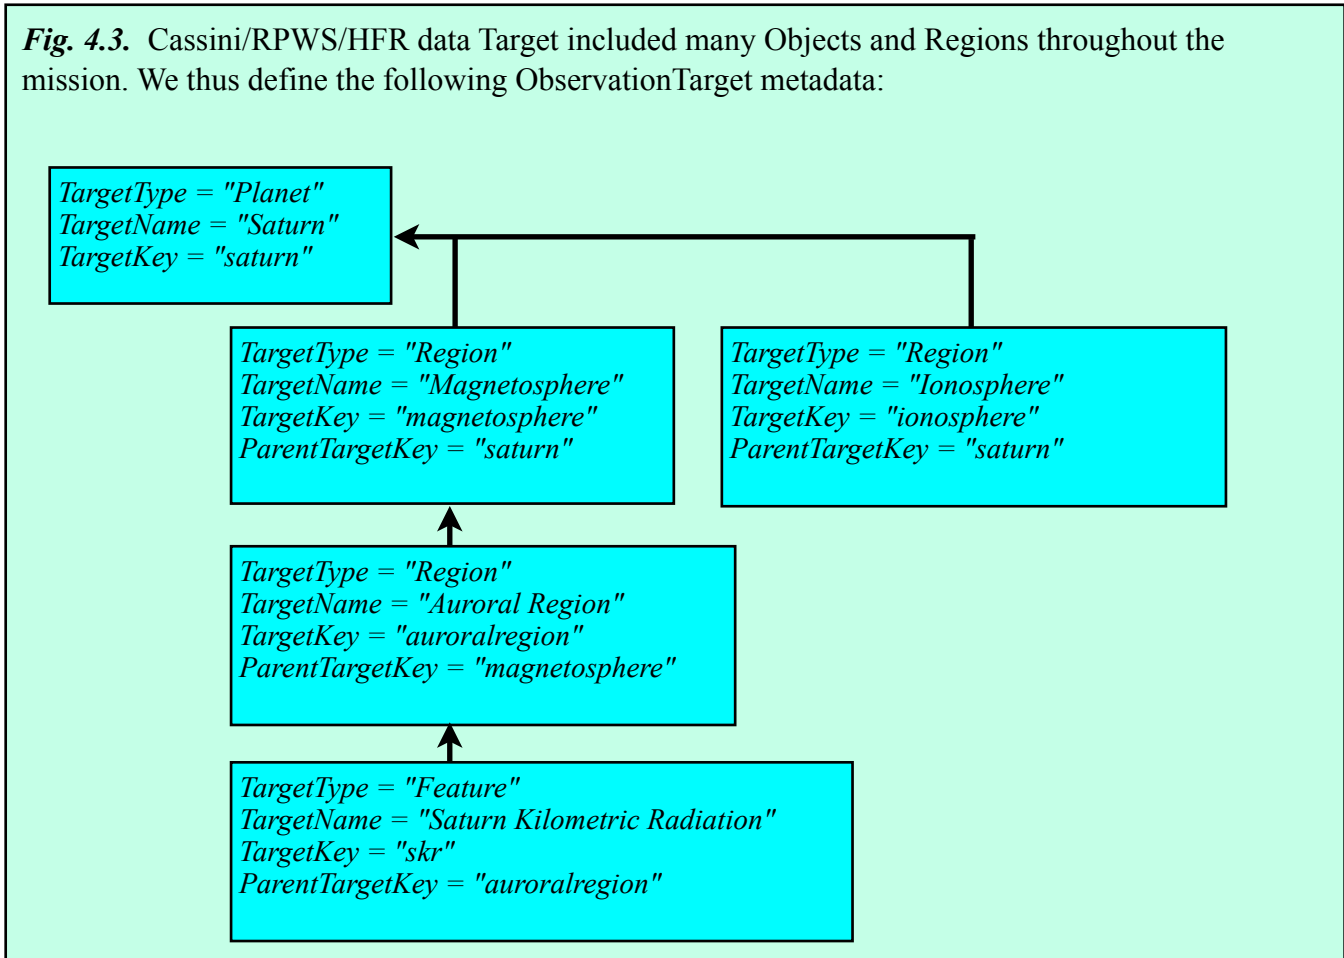 Fig. 4.3. Cassini/RPWS/HFR data Target included many Objects and Regions throughout the
mission. We thus define the following ObservationTarget metadata:
TargetType = "Planet"
TargetName = "Saturn"
TargetKey = "saturn"
TargetType = "Region"
TargetName = "Magnetosphere"
TargetKey = "magnetosphere"
ParentTargetKey = "saturn"
TargetType = "Region"
TargetName = "Ionosphere"
TargetKey = "ionosphere"
ParentTargetKey = "saturn"
TargetType = "Region"
TargetName = "Auroral Region"
TargetKey = "auroralregion"
ParentTargetKey = "magnetosphere"
TargetType = "Feature"
TargetName = "Saturn Kilometric Radiation"
TargetKey = "skr"
ParentTargetKey = "auroralregion"